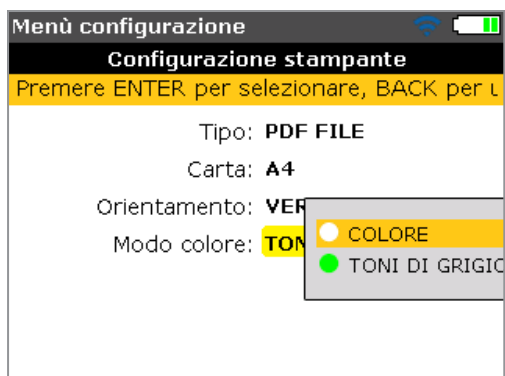 Menù configurazione
Configurazione stampante
Premere ENTER per selezionare, BACK per u
Tipo: PDF FILE
Carta: A4
Orientamento: VER
Modo colore: TON
COLORE
TONI DI GRIGIO